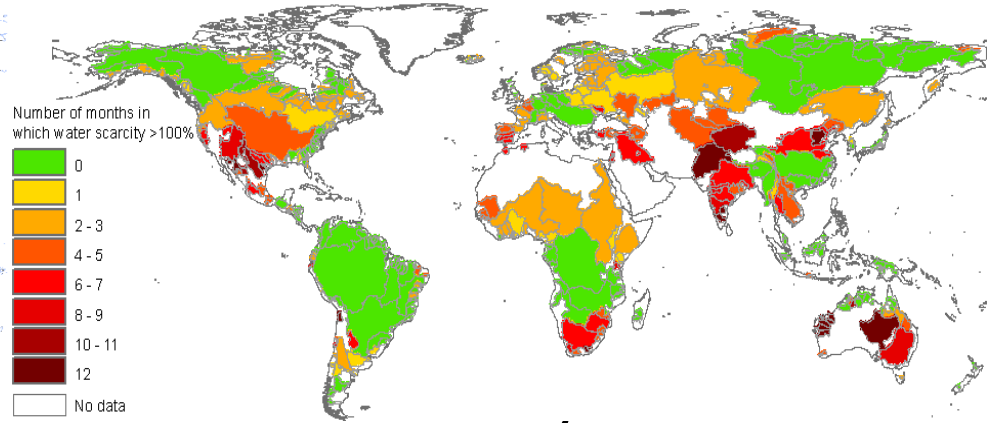 Number of months in
which water scarcity >100%
0
1
2 - 3
4 - 5
6 - 7
8 - 9
10 - 11
12
No data